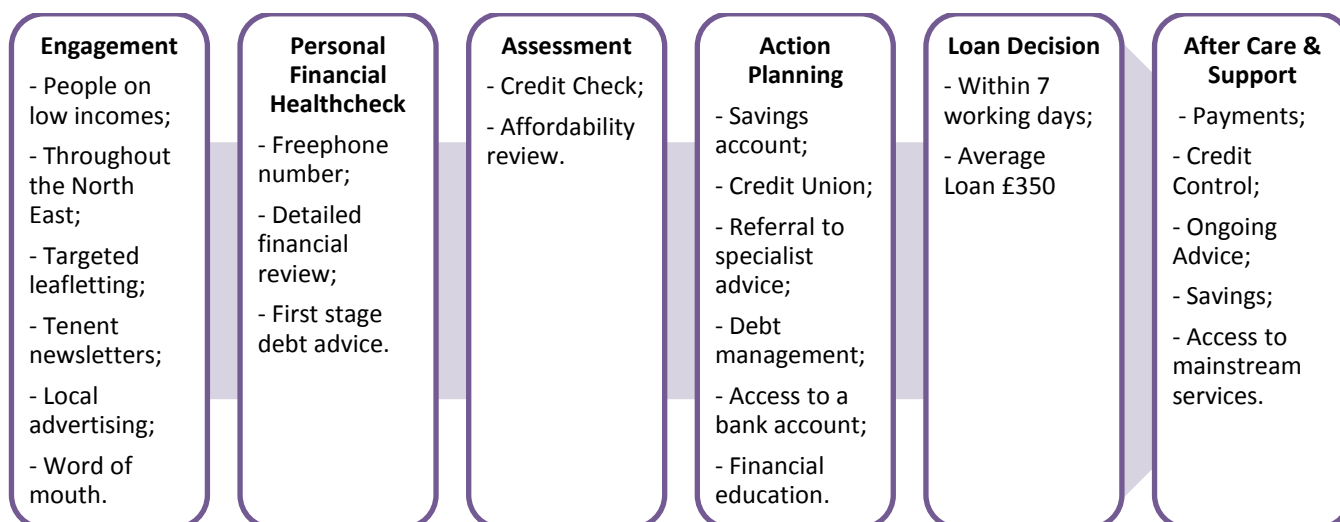 Engagement
- People on
low incomes;
- Throughout
the North
East;
- Targeted
leafletting;
- Tenent
newsletters;
- Local
advertising;
- Word of
mouth.
Personal
Financial
Healthcheck
- Freephone
number;
- Detailed
financial
review;
- First stage
debt advice.
Assessment
- Credit Check;
- Affordability
review.
Action
Planning
- Savings
account;
- Credit Union;
- Referral to
specialist
advice;
- Debt
management;
- Access to a
bank account;
- Financial
education.
Loan Decision
- Within 7
working days;
- Average
Loan £350
After Care &
Support
- Payments;
- Credit
Control;
- Ongoing
Advice;
- Savings;
- Access to
mainstream
services.